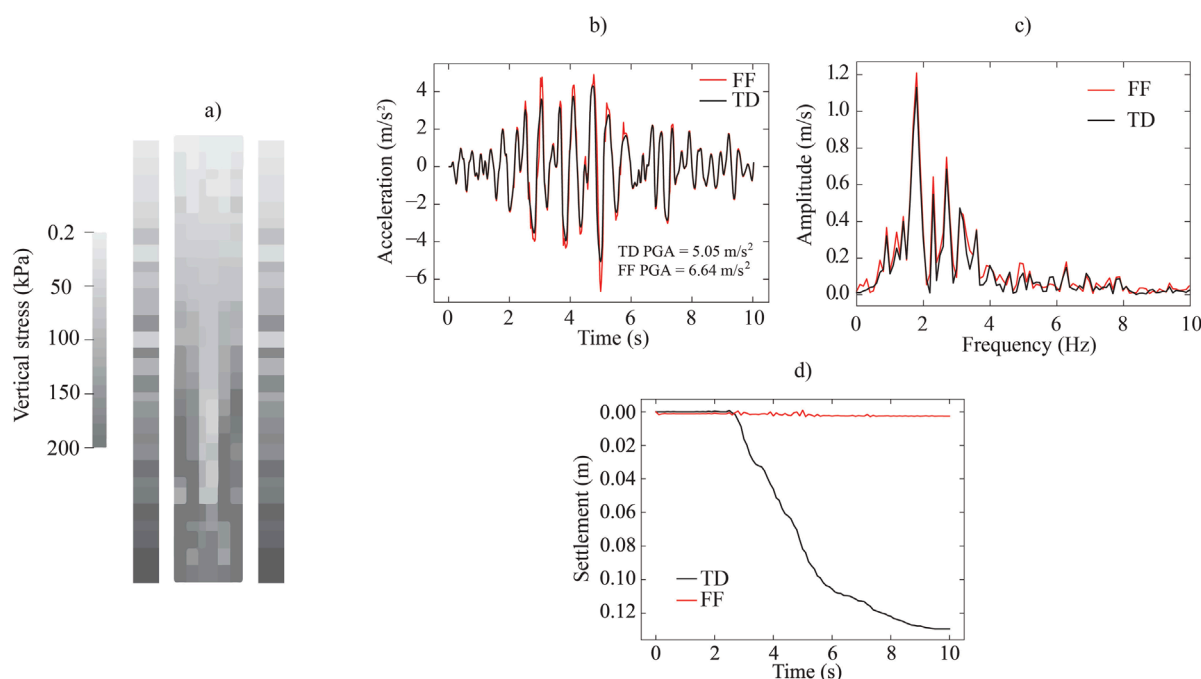 a)
Vertical stress (kPa)
0.2
50
100
150
200
b)
Acceleration (m/s²)
4
2
0
−2
−4
−6
FF
TD
TD PGA = 5.05 m/s²
FF PGA = 6.64 m/s²
0 2 4 6 8 10
Time (s)
c)
Amplitude (m/s)
1.2
1.0
0.8
0.6
0.4
0.2
0.0
FF
TD
0 2 4 6 8 10
Frequency (Hz)
d)
Settlement (m)
0.00
0.02
0.04
0.06
0.08
0.10
0.12
TD
FF
0 2 4 6 8 10
Time (s)